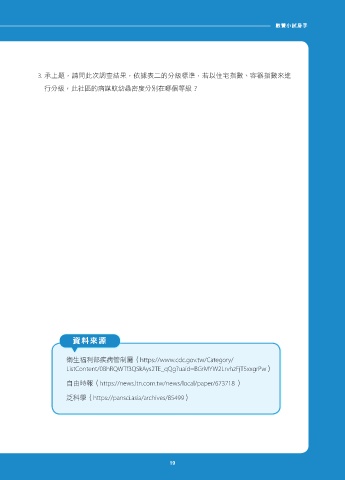 數養小試身手
3. 承上題，請問此次調查結果，依據表二的分級標準，若以住宅指數、容器指數來進
行分級，此社區的病媒蚊幼蟲密度分別在哪個等級？
資料來源
衛生福利部疾病管制署（https://www.cdc.gov.tw/Category/
自由時報（https://news.ltn.com.tw/news/local/paper/673718）
泛科學（https://pansci.asia/archives/85499）
19